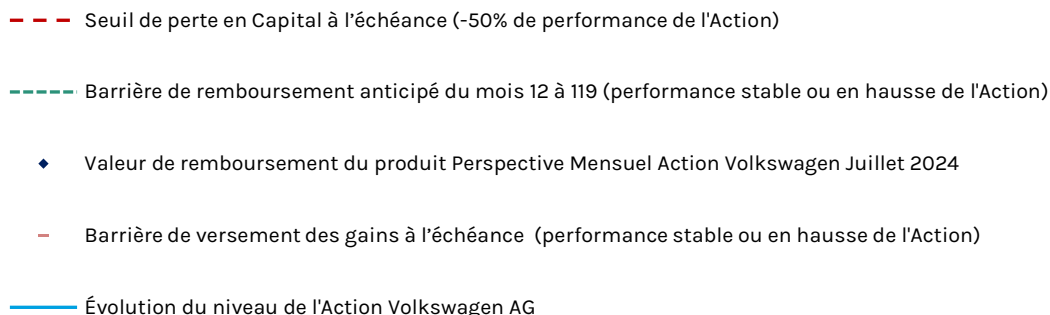 Seuil de perte en Capital à l’échéance (-50% de performance de l'Action)
Barrière de remboursement anticipé du mois 12 à 119 (performance stable ou en hausse de l'Action)
Valeur de remboursement du produit Perspective Mensuel Action Volkswagen Juillet 2024
Barrière de versement des gains à l’échéance (performance stable ou en hausse de l'Action)
Évolution du niveau de l'Action Volkswagen AG